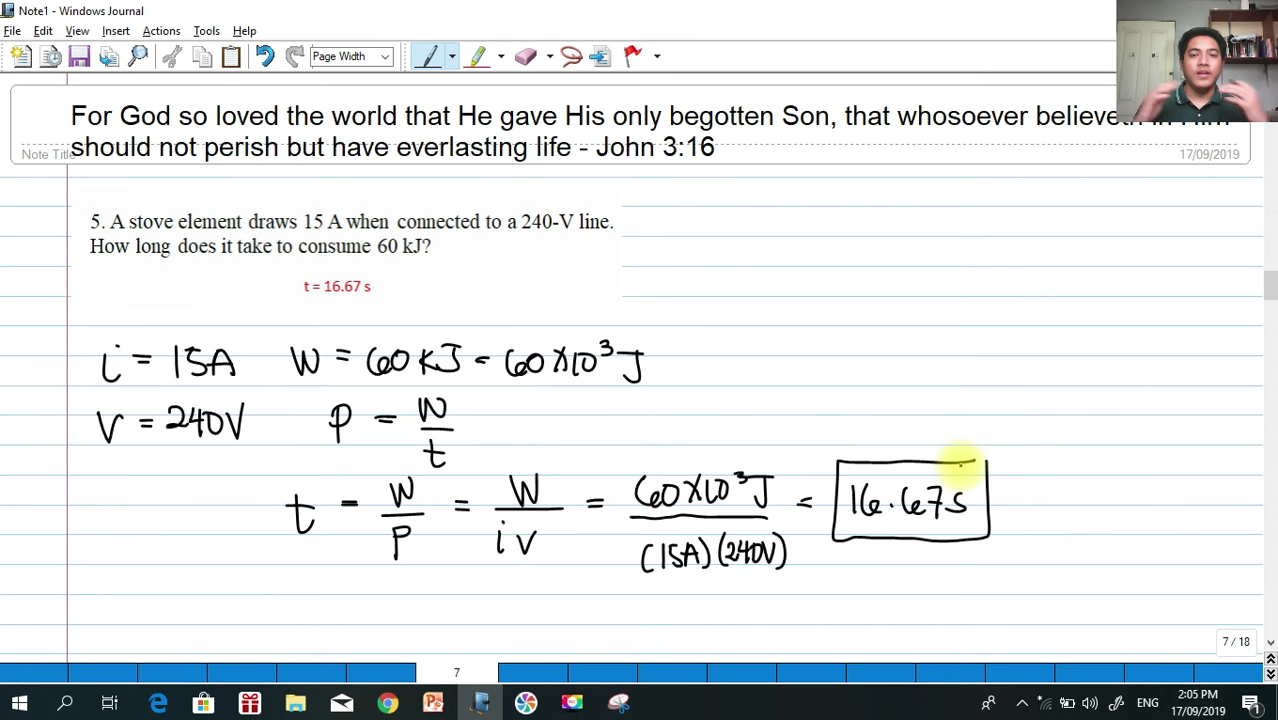 Note1 - Windows Journal
File Edit View Insert Actions Tools Help
Page Width
For God so loved the world that He gave His only begotten Son, that whosoever believeth in Him
should not perish but have everlasting life - John 3:16
Note Title
17/09/2019
5. A stove element draws 15 A when connected to a 240-V line.
How long does it take to consume 60 kJ?
t = 16.67 s
i = 15A W = 60 kJ = 60×10³ J
V = 240V P = W/t
t = W/P = W/iv = 60×10³J/(15A)(240V) = 16.67s
7 / 18
7
ENG
2:05 PM
17/09/2019
1